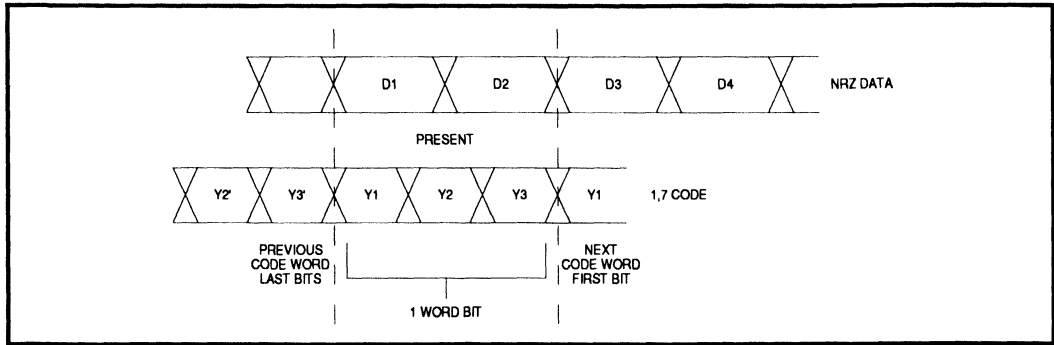 D1 D2 D3 D4 NRZ DATA
PRESENT
Y2' Y3' Y1 Y2 Y3 Y1 1,7 CODE
PREVIOUS
CODE WORD
LAST BITS
NEXT
CODE WORD
FIRST BIT
1 WORD BIT